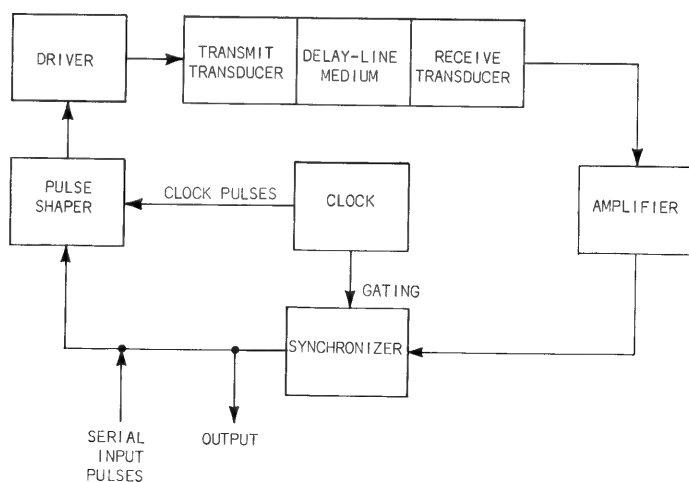 DRIVER
TRANSMIT
TRANSDUCER
DELAY-LINE
MEDIUM
RECEIVE
TRANSDUCER
PULSE
SHAPER
CLOCK PULSES
CLOCK
AMPLIFIER
GATING
SYNCHRONIZER
SERIAL
INPUT
PULSES
OUTPUT